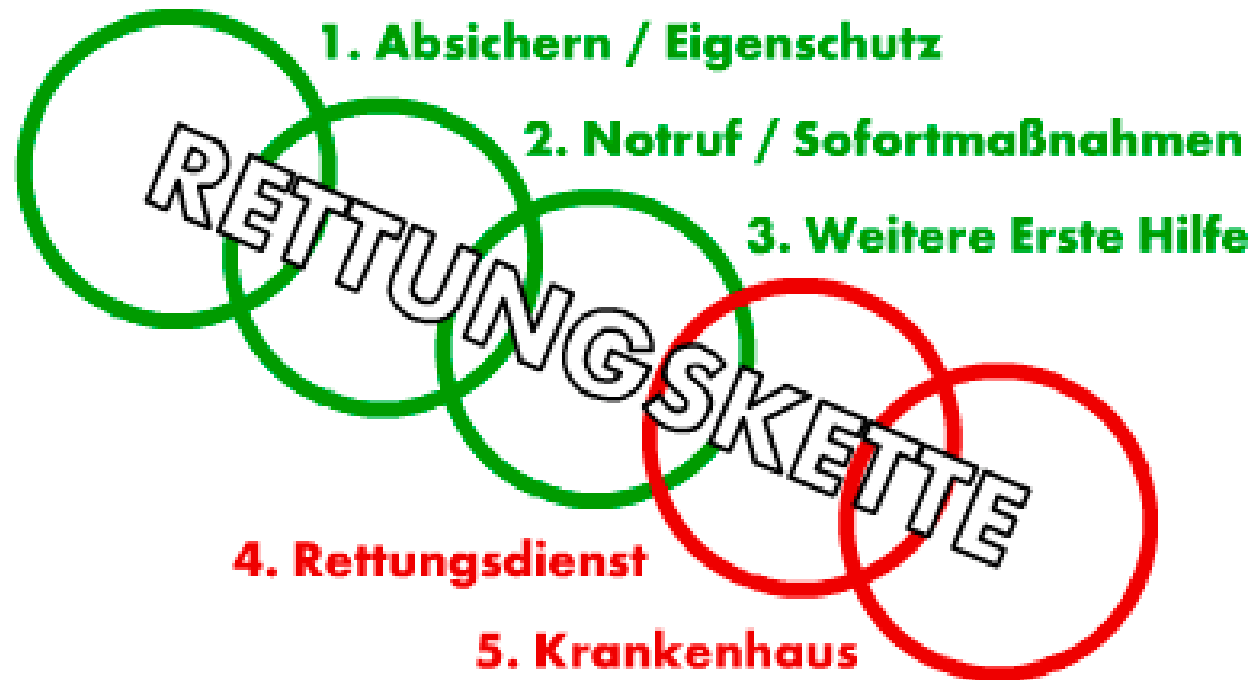 1. Absichern / Eigenschutz
2. Notruf / Sofortmaßnahmen
3. Weitere Erste Hilfe
RETTUNGSKETTE
4. Rettungsdienst
5. Krankenhaus